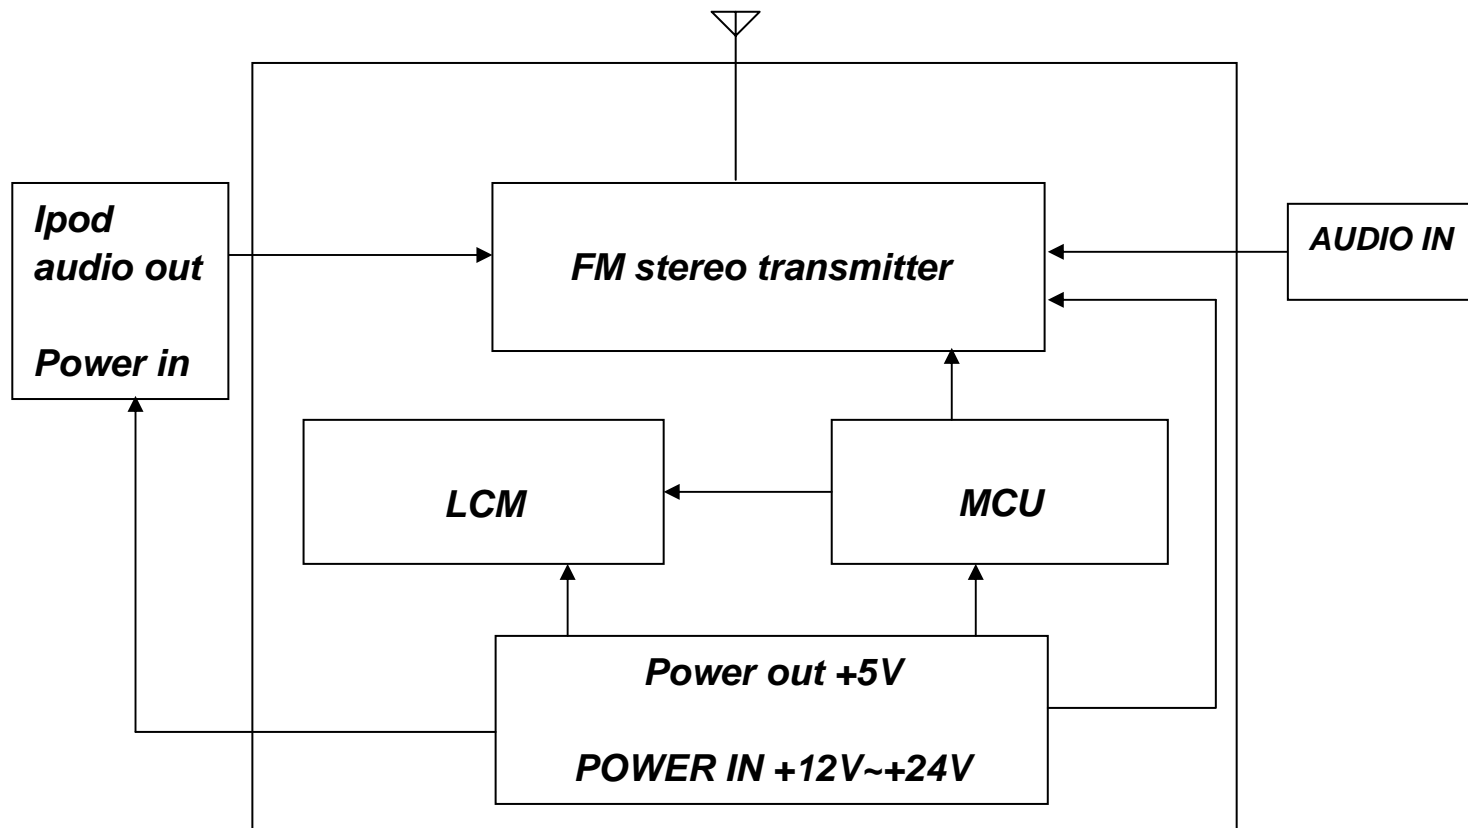 Ipod
audio out
Power in
FM stereo transmitter
AUDIO IN
LCM
MCU
Power out +5V
POWER IN +12V~+24V